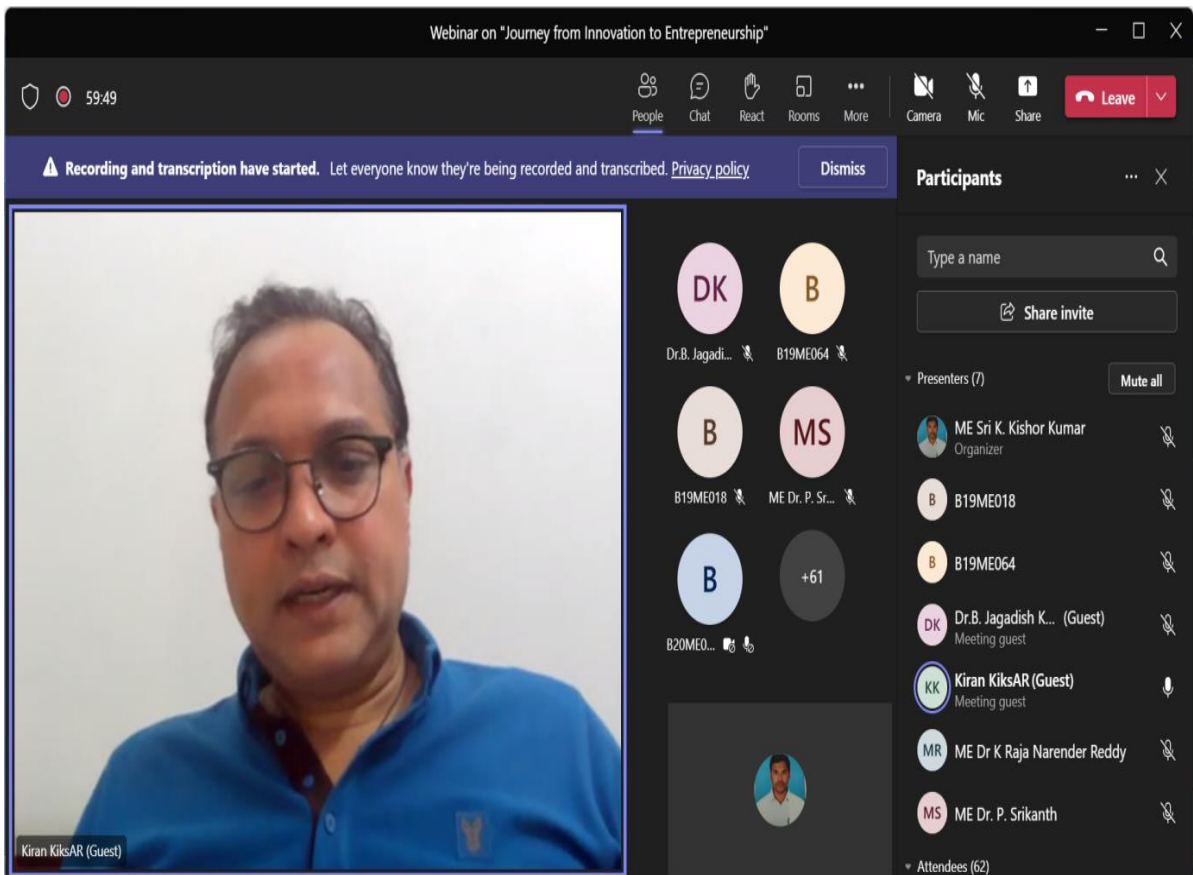 Webinar on "Journey from Innovation to Entrepreneurship"
59:49
People Chat React Rooms More Camera Mic Share Leave
Recording and transcription have started. Let everyone know they're being recorded and transcribed. Privacy policy Dismiss
DK B
Dr.B. Jagadi... B19ME064
B MS
B19ME018 ME Dr. P. Sr...
B +61
B20ME0...
Kiran KiksAR (Guest)
Participants
Type a name
Share invite
Presenters (7) Mute all
ME Sri K. Kishor Kumar
Organizer
B B19ME018
B B19ME064
DK Dr.B. Jagadish K... (Guest)
Meeting guest
KK Kiran KiksAR (Guest)
Meeting guest
MR ME Dr K Raja Narender Reddy
MS ME Dr. P. Srikanth
Attendees (62)